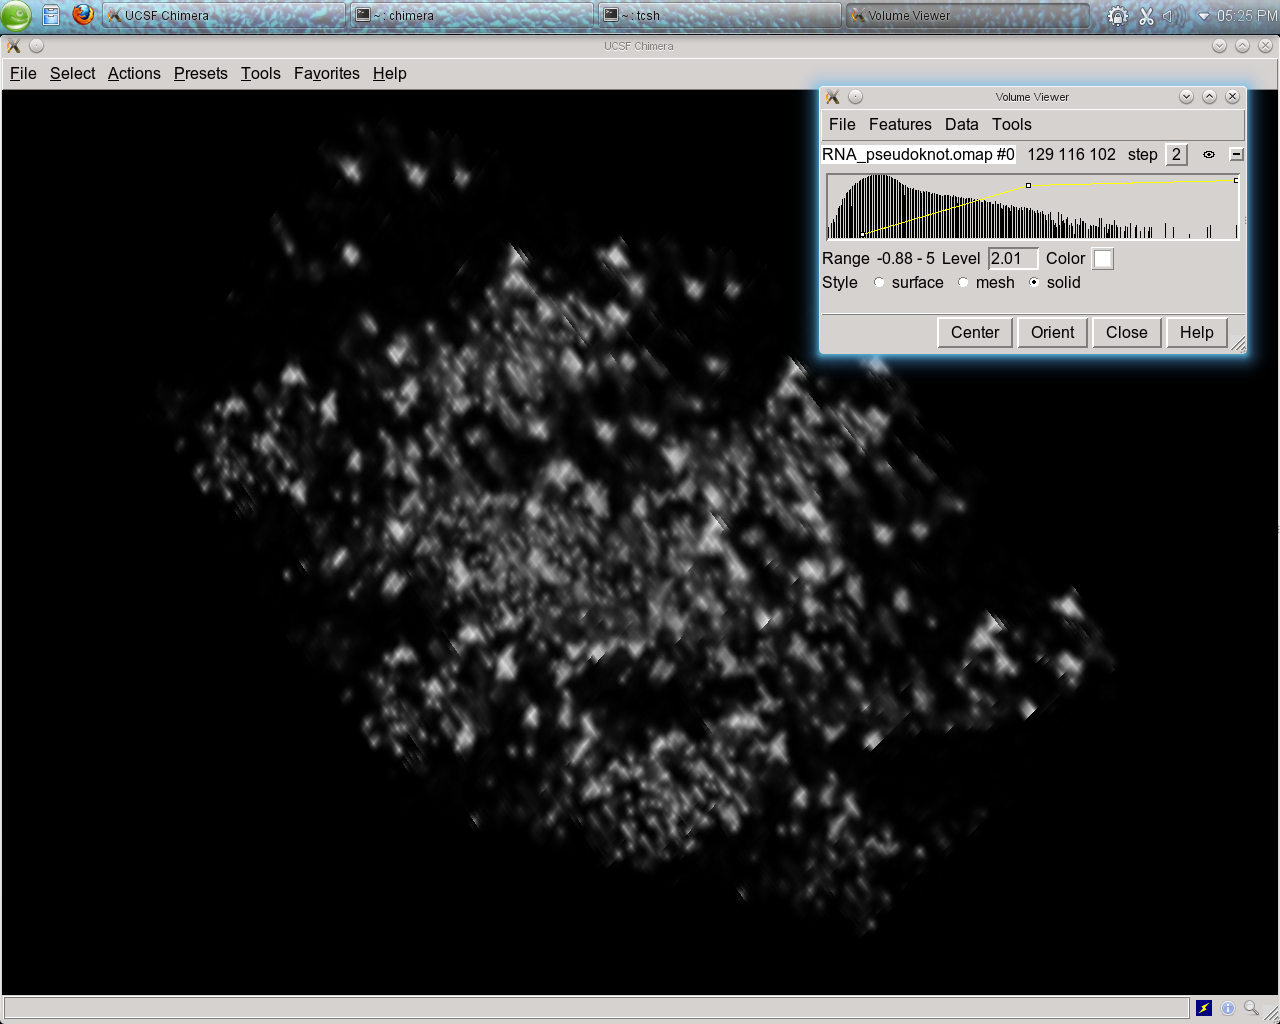 UCSF Chimera
~ : chimera
~ : tcsh
Volume Viewer
05:25 PM
UCSF Chimera
File Select Actions Presets Tools Favorites Help
Volume Viewer
File Features Data Tools
RNA_pseudoknot.omap #0 129 116 102 step 2
Range -0.88 - 5 Level 2.01 Color
Style surface mesh solid
Center Orient Close Help